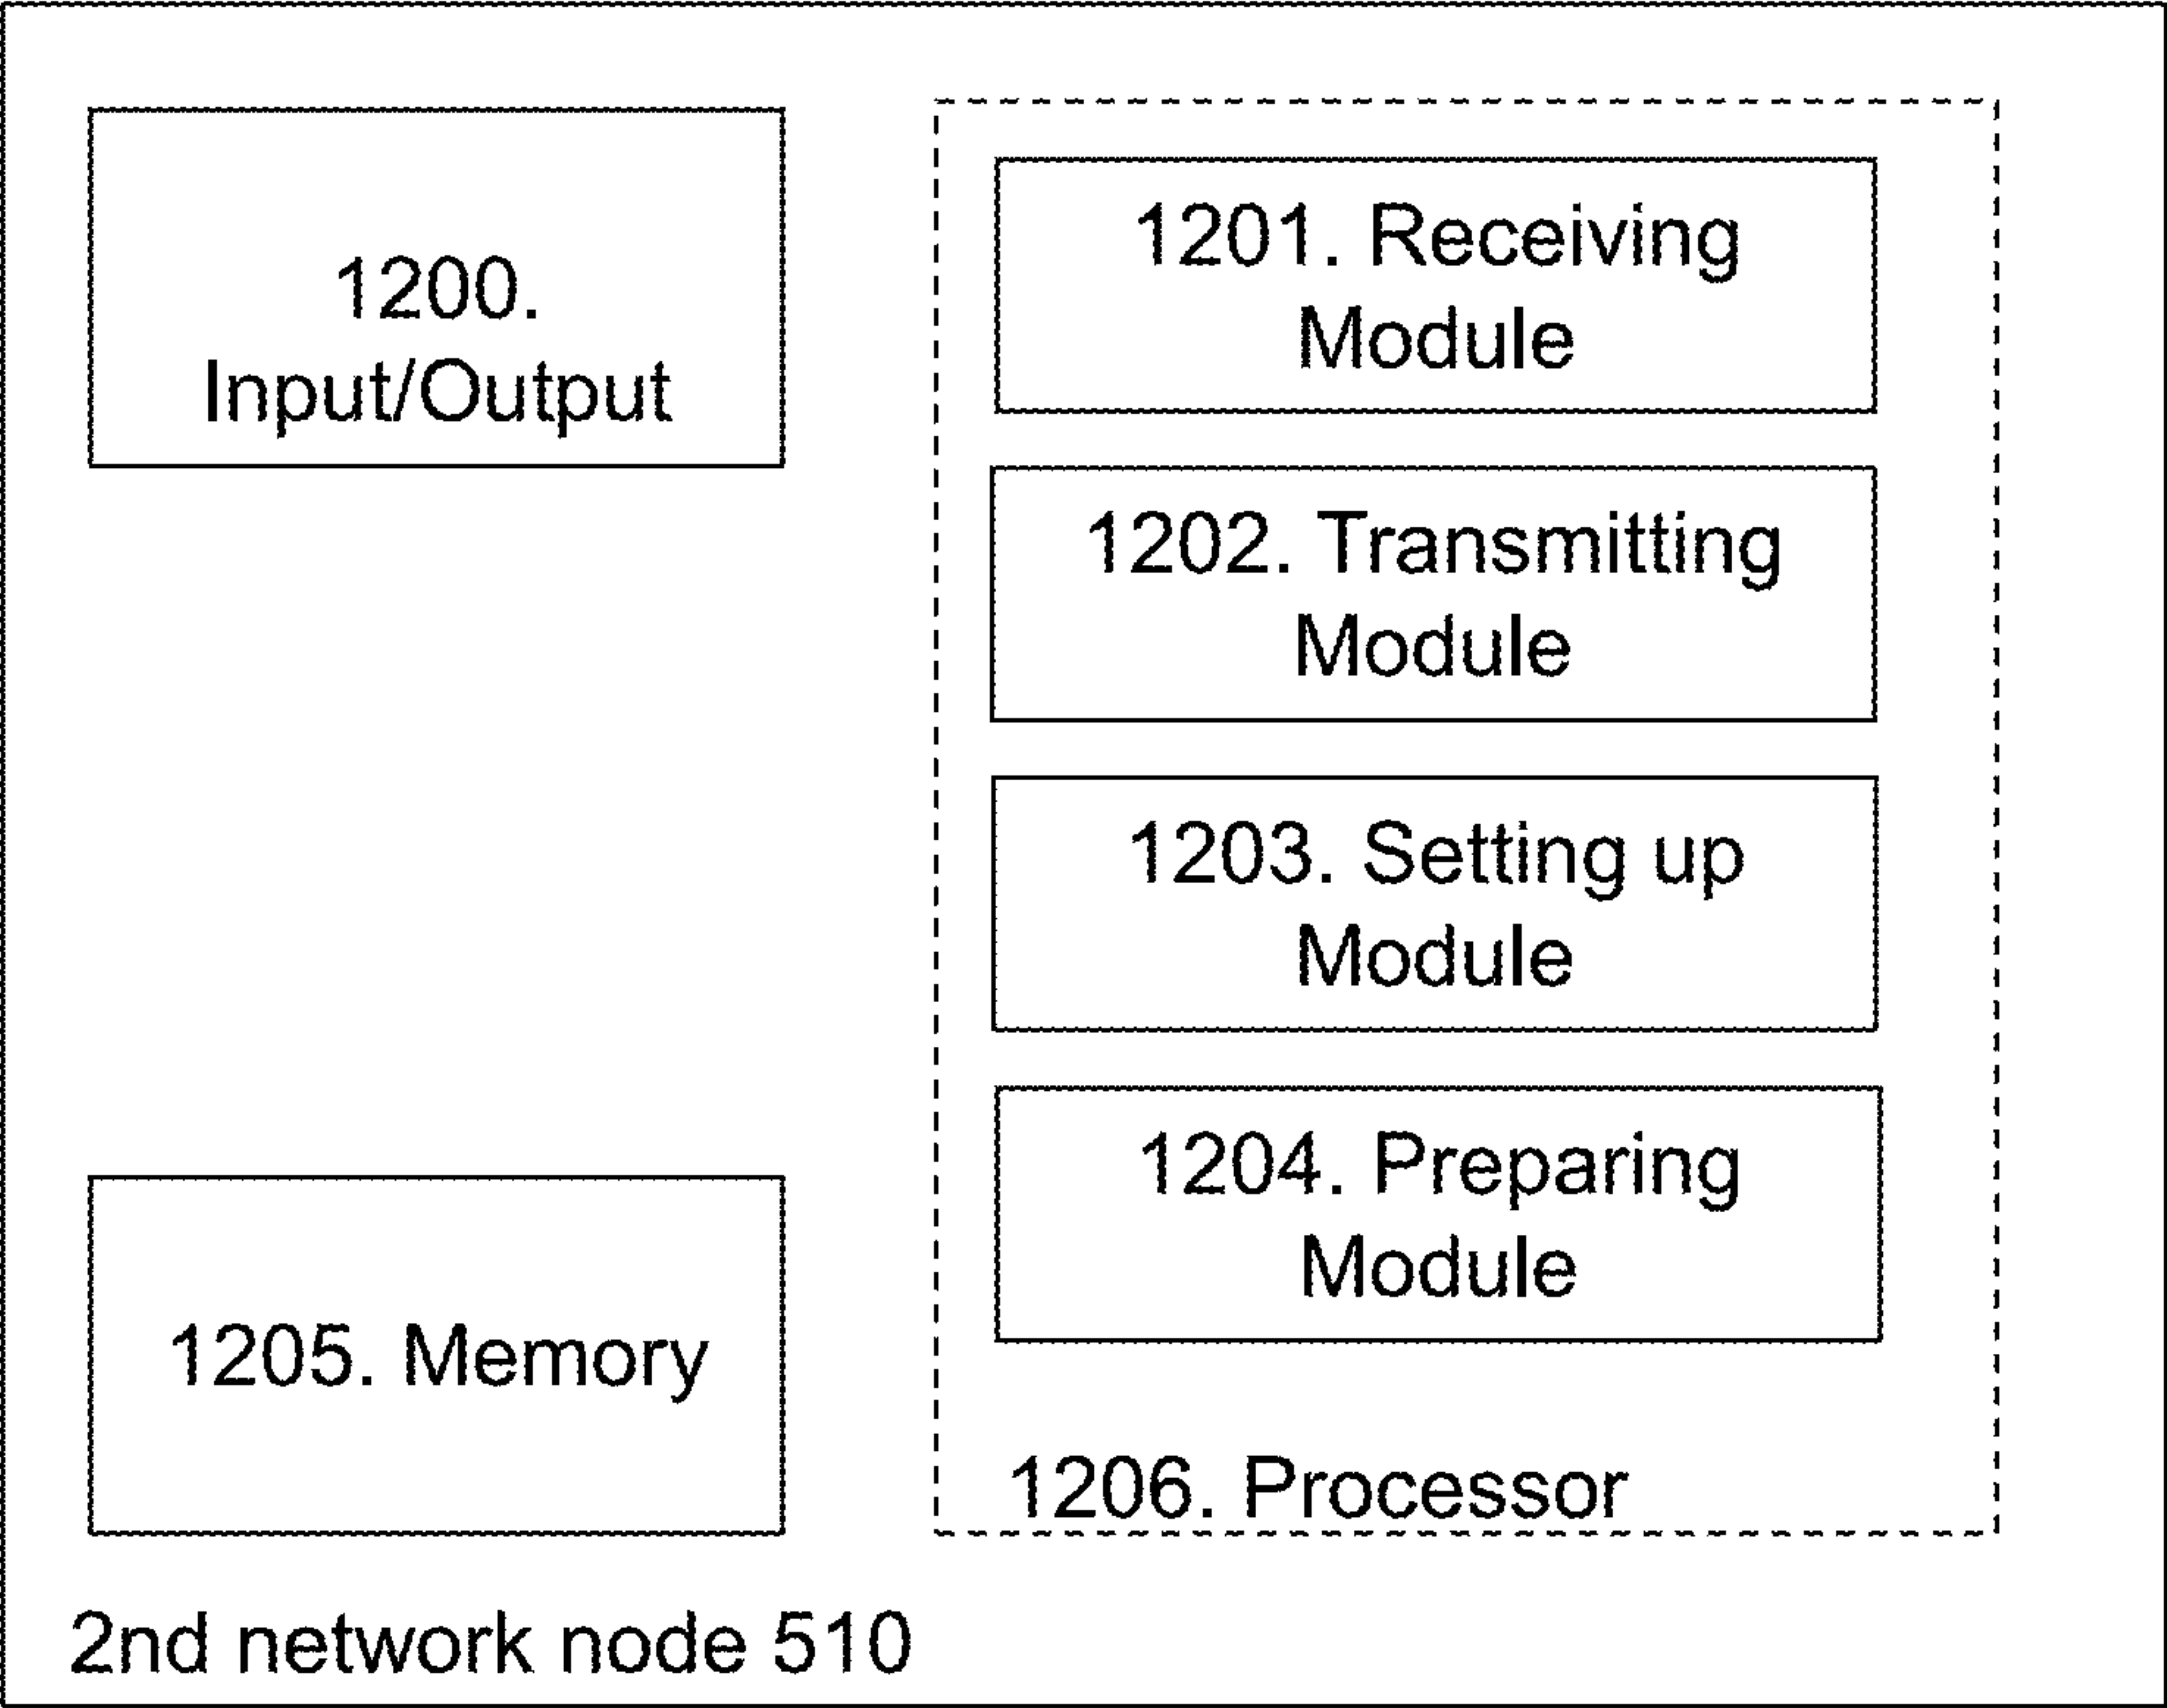 1200.
Input/Output
1201. Receiving
Module
1202. Transmitting
Module
1203. Setting up
Module
1204. Preparing
Module
1205. Memory
1206. Processor
2nd network node 510